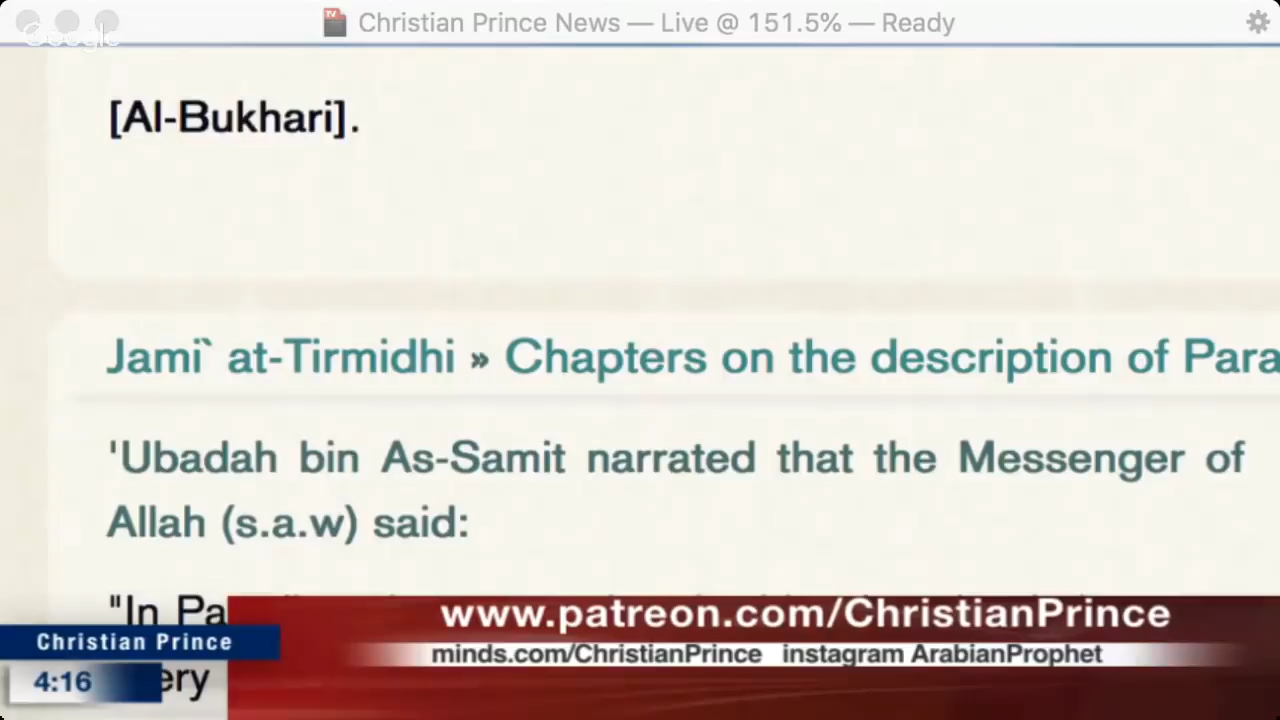 Google
Christian Prince News — Live @ 151.5% — Ready
[Al-Bukhari].
Jami` at-Tirmidhi » Chapters on the description of Para
'Ubadah bin As-Samit narrated that the Messenger of
Allah (s.a.w) said:
"In Pa
www.patreon.com/ChristianPrince
Christian Prince
minds.com/ChristianPrince instagram ArabianProphet
4:16
ery